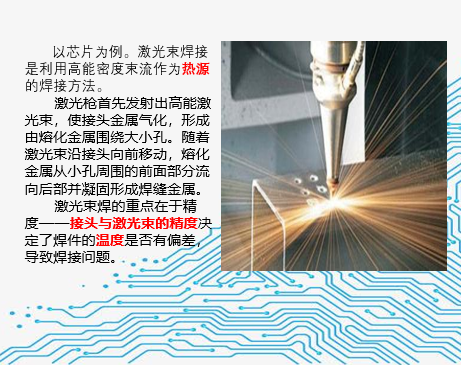 以芯片为例。激光束焊接
是利用高能密度束流作为热源
的焊接方法。
激光枪首先发射出高能激
光束，使接头金属气化，形成
由熔化金属围绕大小孔。随着
激光束沿接头向前移动，熔化
金属从小孔周围的前面部分流
向后部并凝固形成焊缝金属。
激光束焊的重点在于精
度——接头与激光束的精度决
定了焊件的温度是否有偏差，
导致焊接问题。